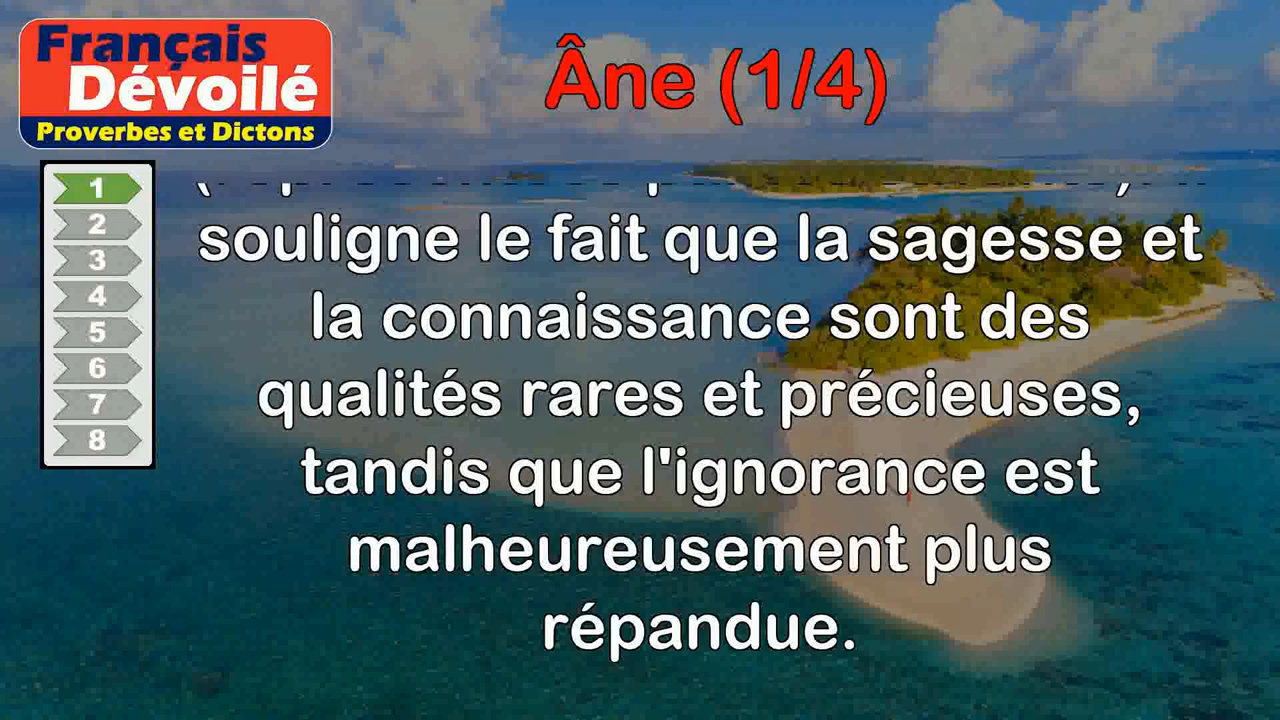 Français
Dévoilé
Proverbes et Dictons
Âne (1/4)
1
2
3
4
5
6
7
8
souligne le fait que la sagesse et
la connaissance sont des
qualités rares et précieuses,
tandis que l'ignorance est
malheureusement plus
répandue.